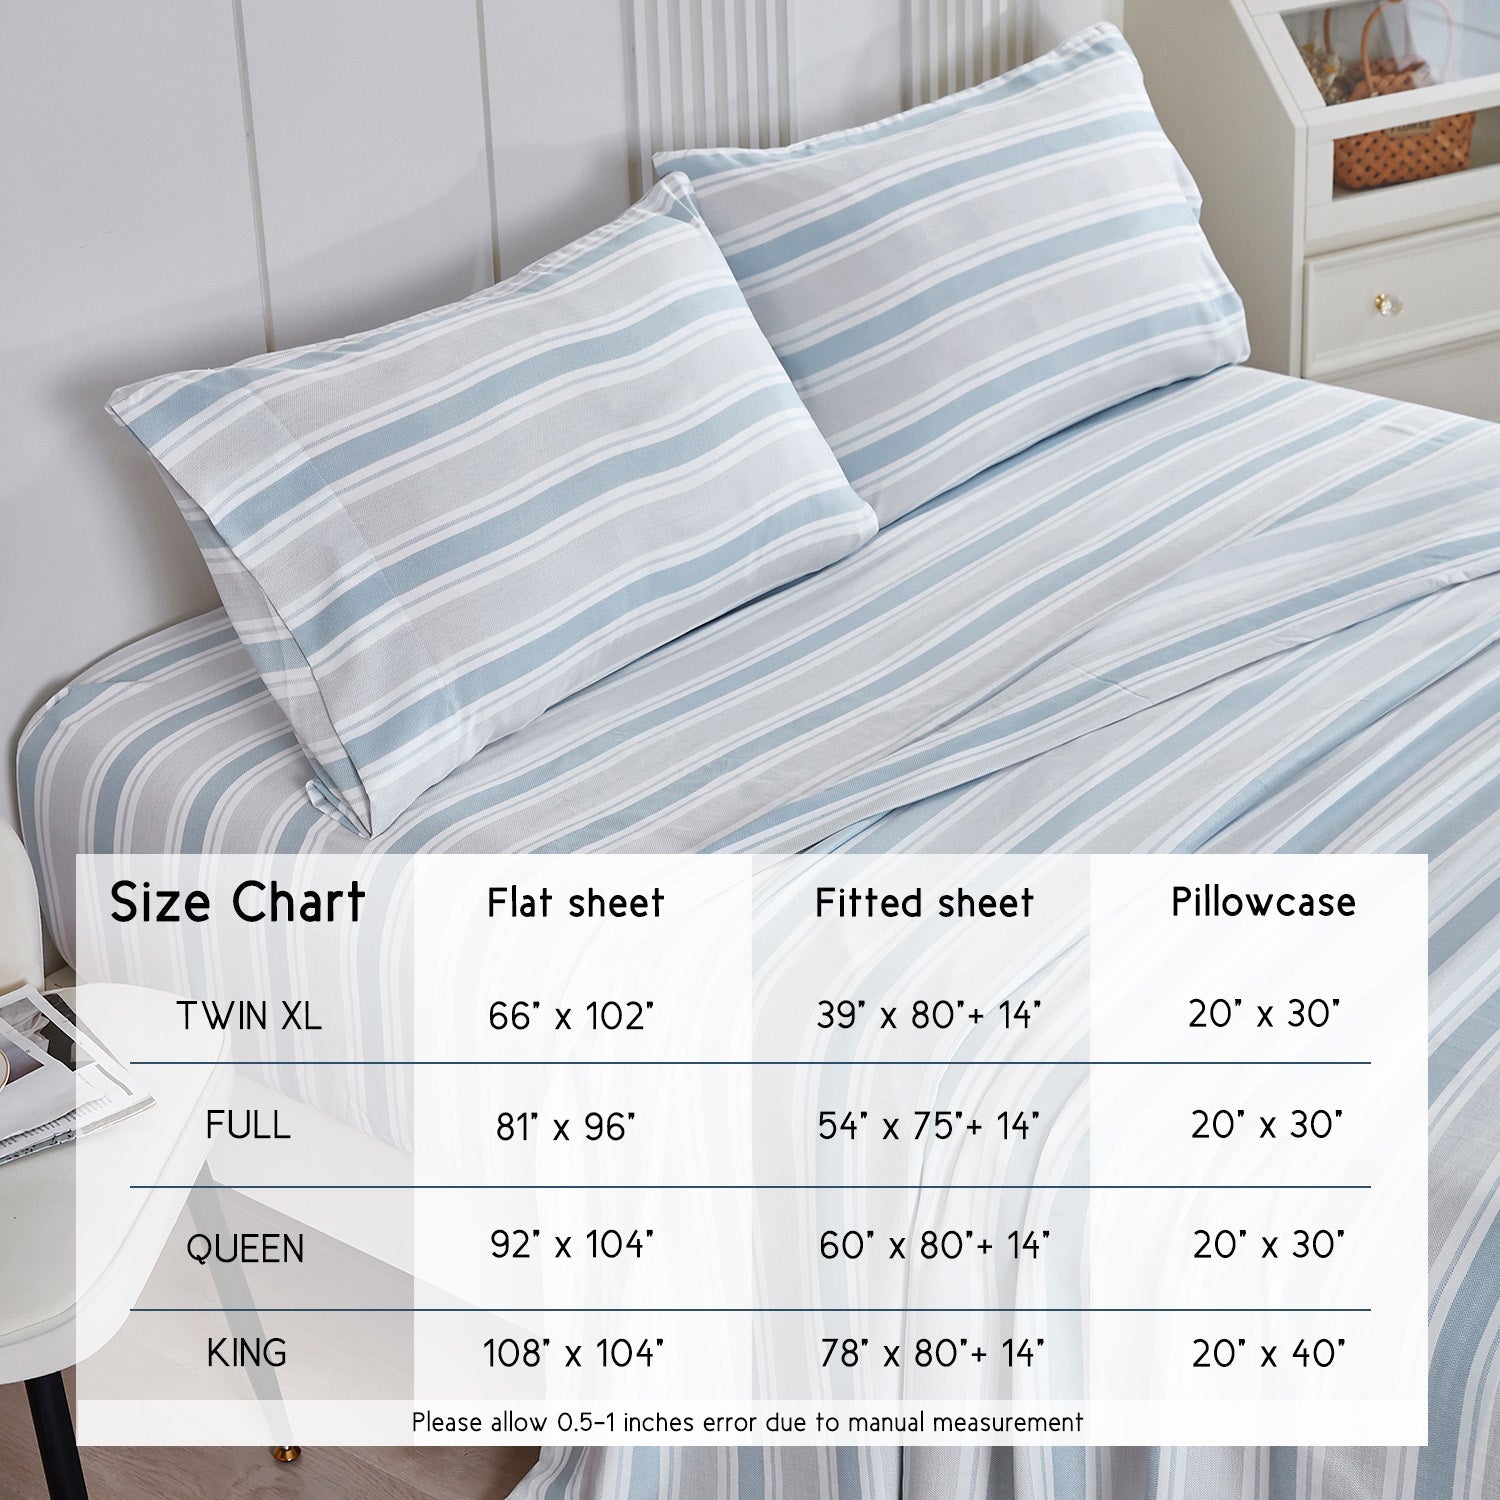 Size Chart Flat sheet Fitted sheet Pillowcase
TWIN XL 66" x 102" 39" x 80"+ 14" 20" x 30"
FULL 81" x 96" 54" x 75"+ 14" 20" x 30"
QUEEN 92" x 104" 60" x 80"+ 14" 20" x 30"
KING 108" x 104" 78" x 80"+ 14" 20" x 40"
Please allow 0.5-1 inches error due to manual measurement